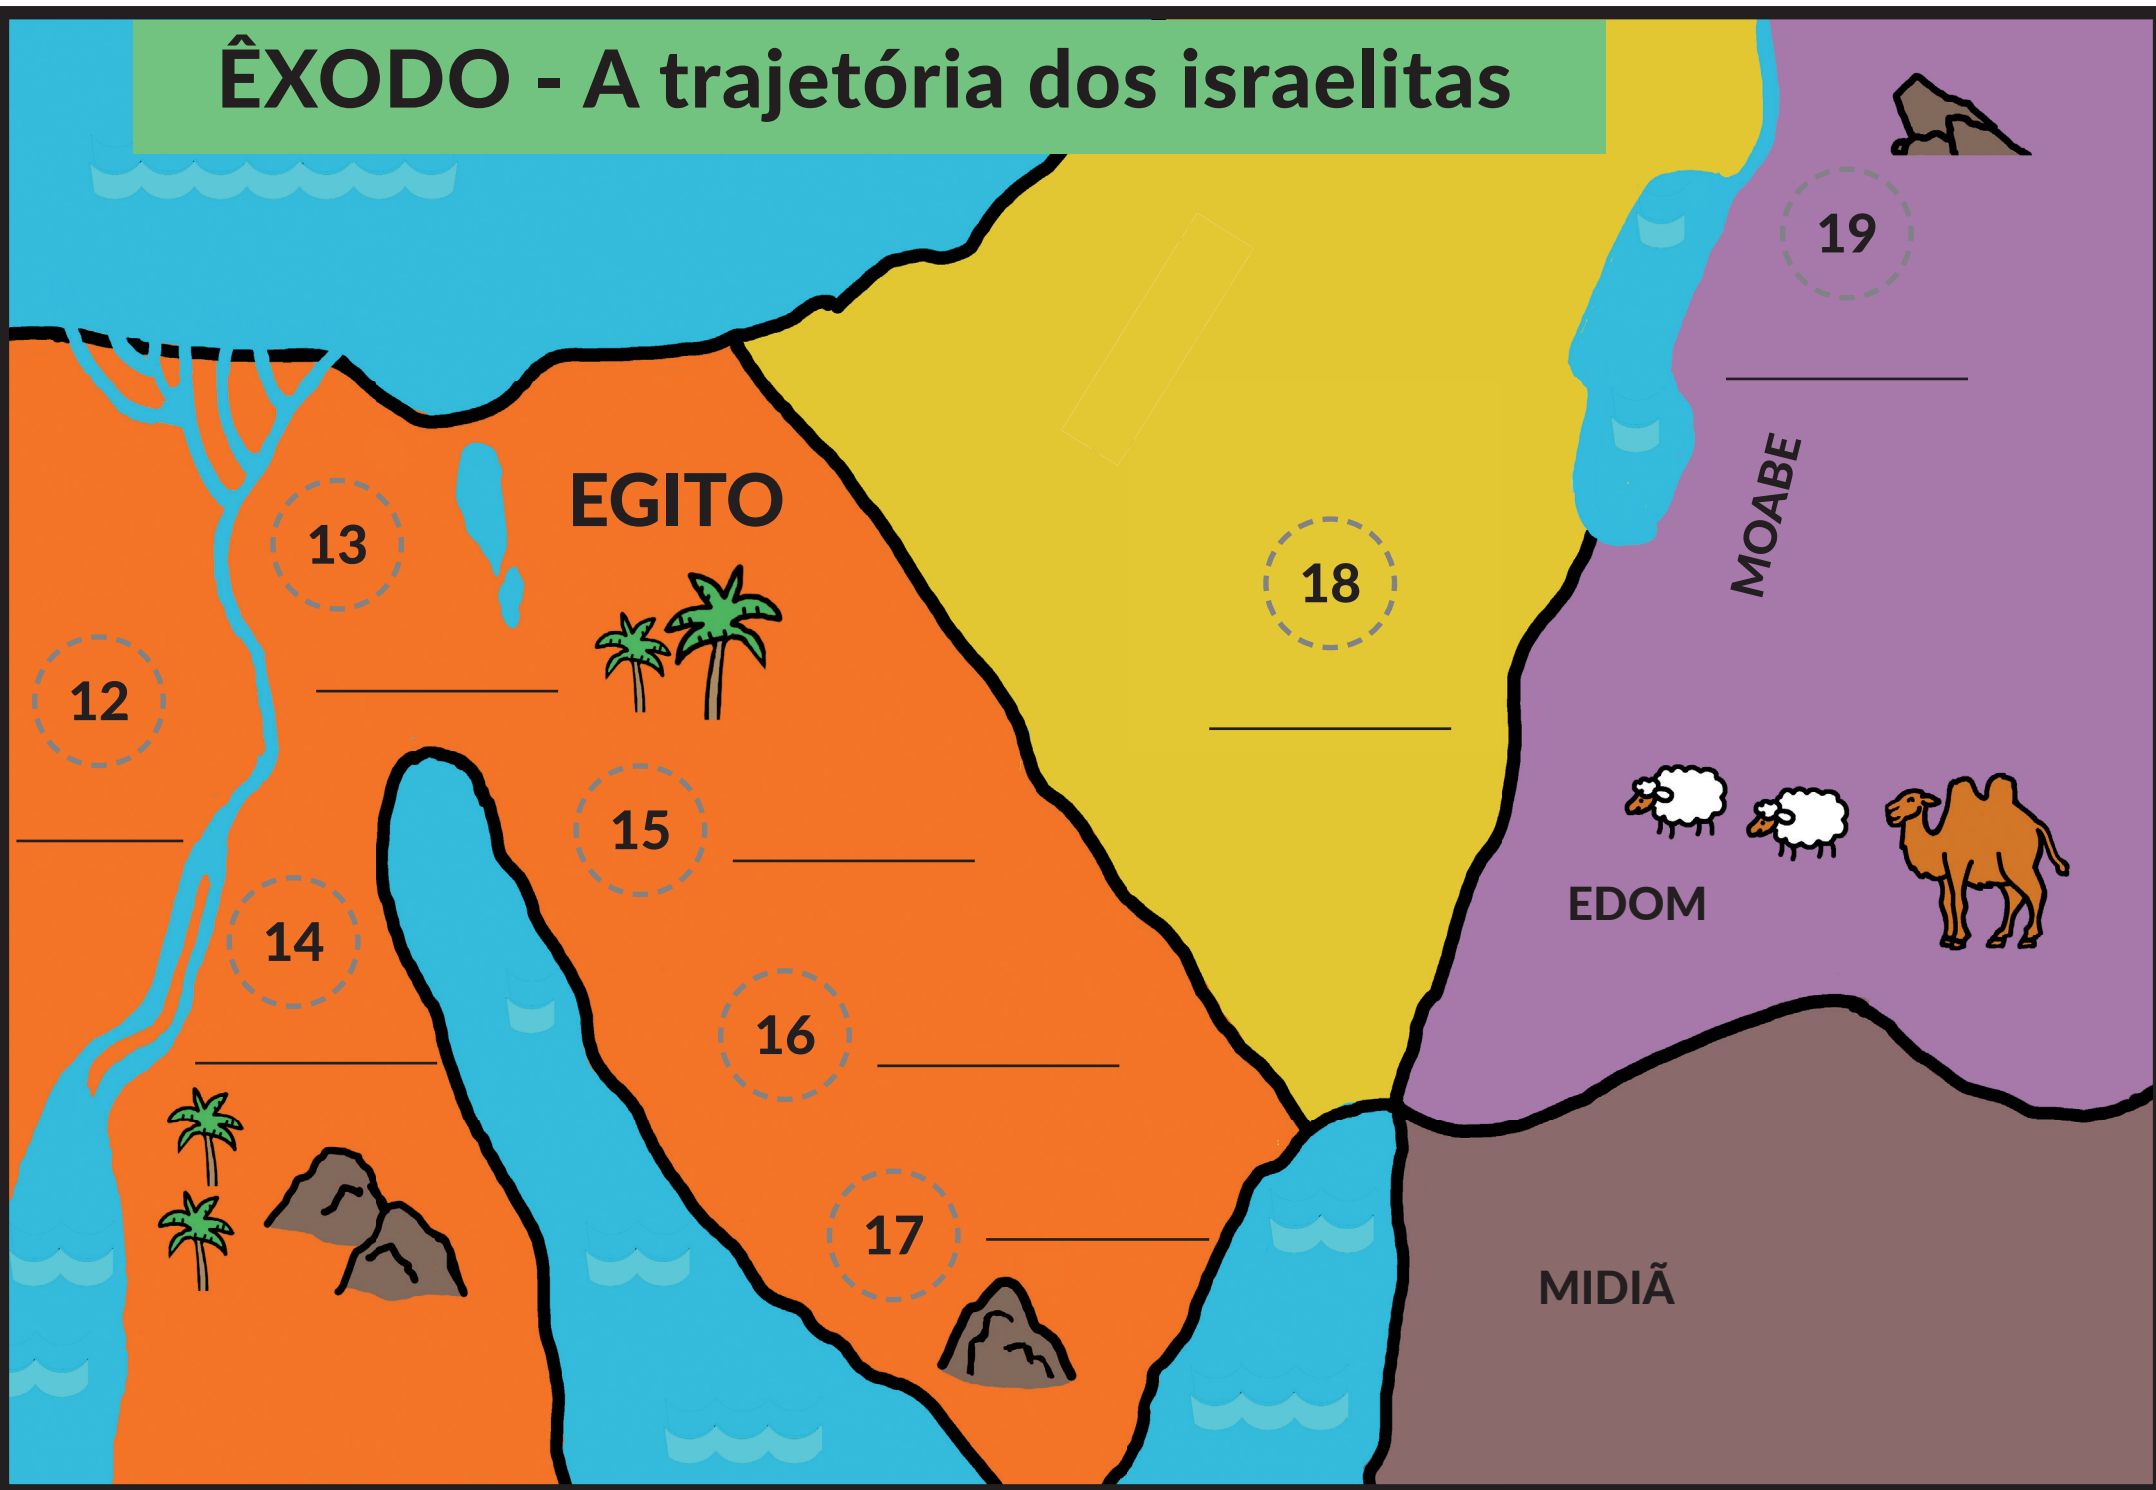 ÊXODO - A trajetória dos israelitas
19
MOABE
EGITO
13
18
12
15
EDOM
14
16
17
MIDIÃ